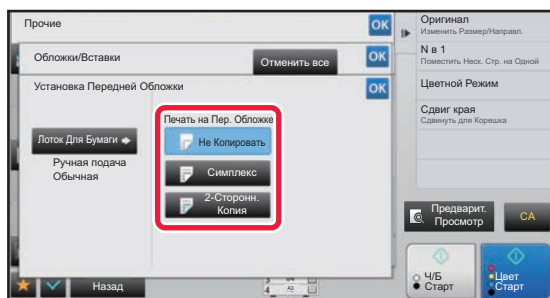 Прочие
OK
Обложки/Вставки
Отменить все
OK
Установка Передней Обложки
OK
Печать на Пер. Обложке
Лоток Для Бумаги
Ручная подача
Обычная
Не Копировать
Симплекс
2-Сторонн.
Копия
Назад
4
A3
Оригинал
Изменить Размер/Направл.
N в 1
Поместить Неск. Стр. на Одной
Цветной Режим
Сдвиг края
Сдвинуть для Корешка
Предварит.
Просмотр
CA
Ч/Б
Старт
Цвет
Старт